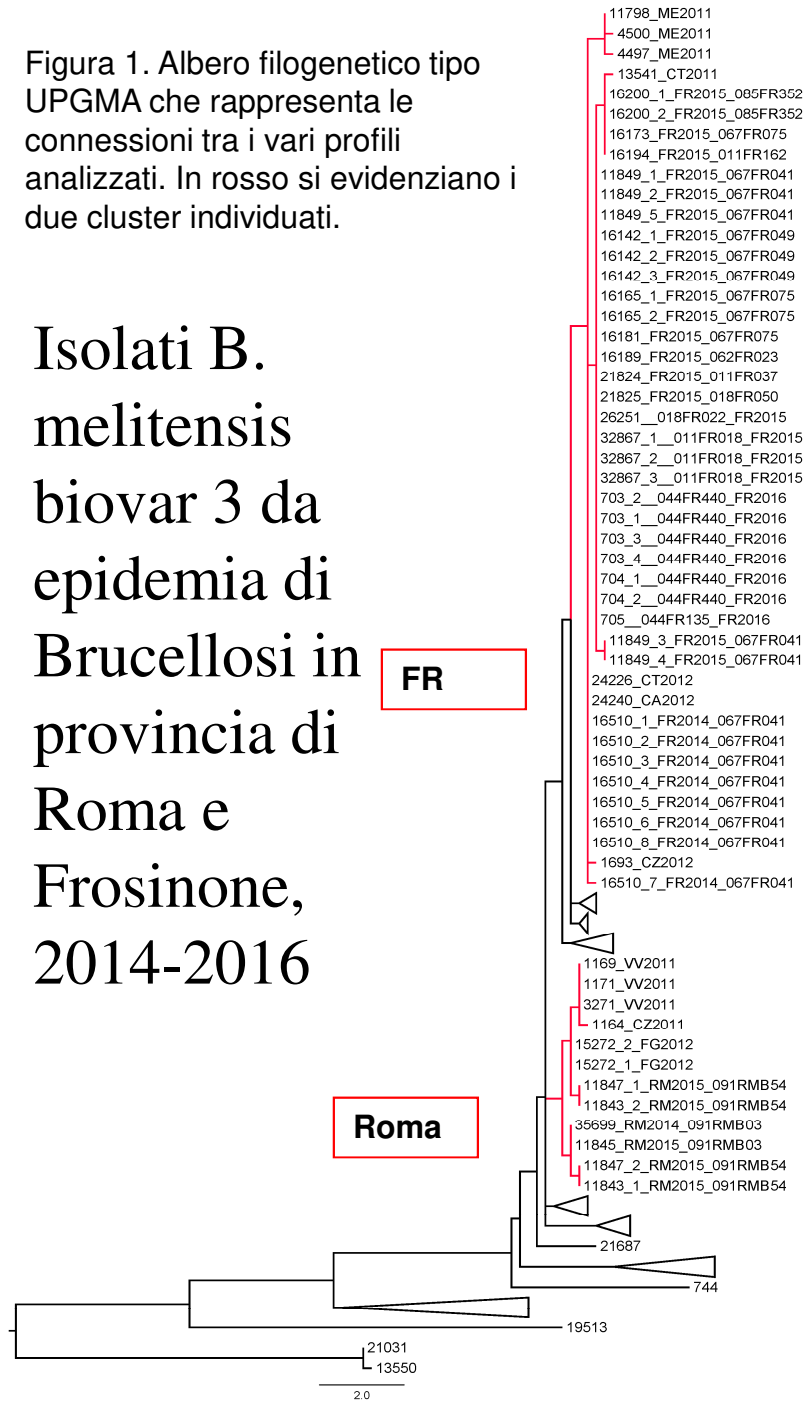 Figura 1. Albero filogenetico tipo
UPGMA che rappresenta le
connessioni tra i vari profili
analizzati. In rosso si evidenziano i
due cluster individuati.
Isolati B.
melitensis
biovar 3 da
epidemia di
Brucellosi in
provincia di
Roma e
Frosinone,
2014-2016
FR
Roma
11798_ME2011
4500_ME2011
4497_ME2011
13541_CT2011
16200_1_FR2015_085FR352
16200_2_FR2015_085FR352
16173_FR2015_067FR075
16194_FR2015_011FR162
11849_1_FR2015_067FR041
11849_2_FR2015_067FR041
11849_5_FR2015_067FR041
16142_1_FR2015_067FR049
16142_2_FR2015_067FR049
16142_3_FR2015_067FR049
16165_1_FR2015_067FR075
16165_2_FR2015_067FR075
16181_FR2015_067FR075
16189_FR2015_062FR023
21824_FR2015_011FR037
21825_FR2015_018FR050
26251__018FR022_FR2015
32867_1__011FR018_FR2015
32867_2__011FR018_FR2015
32867_3__011FR018_FR2015
703_2__044FR440_FR2016
703_1__044FR440_FR2016
703_3__044FR440_FR2016
703_4__044FR440_FR2016
704_1__044FR440_FR2016
704_2__044FR440_FR2016
705__044FR135_FR2016
11849_3_FR2015_067FR041
11849_4_FR2015_067FR041
24226_CT2012
24240_CA2012
16510_1_FR2014_067FR041
16510_2_FR2014_067FR041
16510_3_FR2014_067FR041
16510_4_FR2014_067FR041
16510_5_FR2014_067FR041
16510_6_FR2014_067FR041
16510_8_FR2014_067FR041
1693_CZ2012
16510_7_FR2014_067FR041
1169_VV2011
1171_VV2011
3271_VV2011
1164_CZ2011
15272_2_FG2012
15272_1_FG2012
11847_1_RM2015_091RMB54
11843_2_RM2015_091RMB54
35699_RM2014_091RMB03
11845_RM2015_091RMB03
11847_2_RM2015_091RMB54
11843_1_RM2015_091RMB54
21687
744
19513
21031
13550
2.0